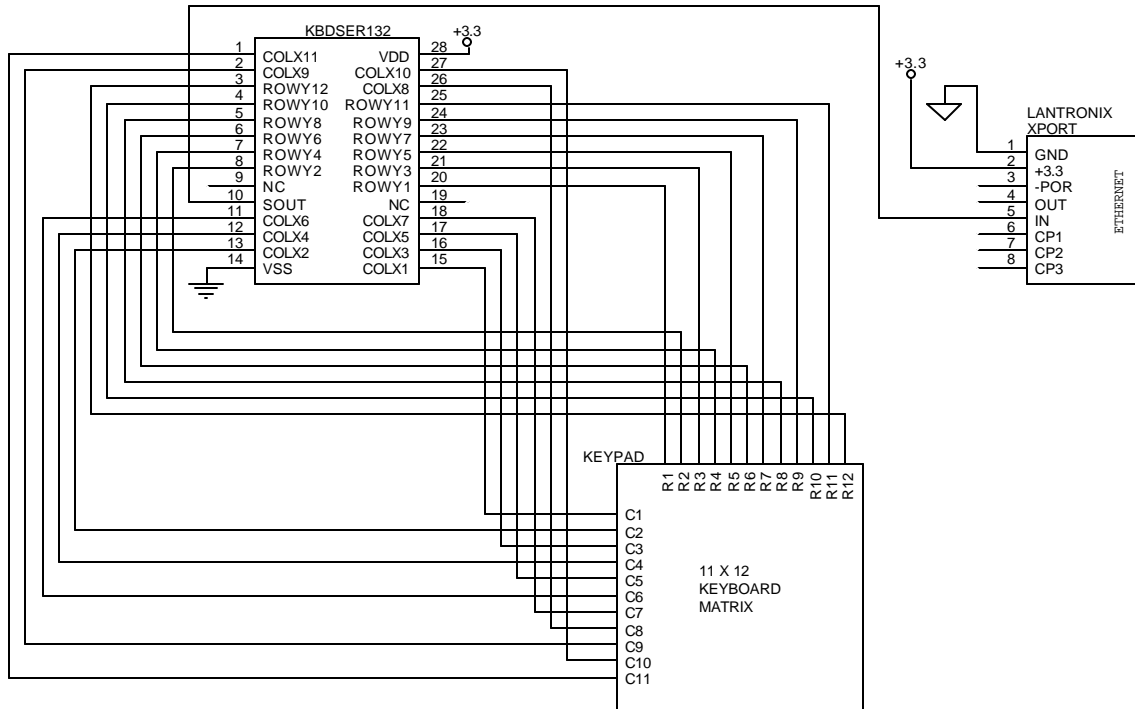 KBDSER132
+3.3
1 COLX11 VDD 28
2 COLX9 COLX10 27
3 ROWY12 COLX8 26
4 ROWY10 ROWY11 25
5 ROWY8 ROWY9 24
6 ROWY6 ROWY7 23
7 ROWY4 ROWY5 22
8 ROWY2 ROWY3 21
9 NC ROWY1 20
10 SOUT NC 19
11 COLX6 COLX7 18
12 COLX4 COLX5 17
13 COLX2 COLX3 16
14 VSS COLX1 15
+3.3
LANTRONIX
XPORT
1 GND
2 +3.3
3 -POR
4 OUT
5 IN
6 CP1
7 CP2
8 CP3
ETHERNET
KEYPAD
R1 R2 R3 R4 R5 R6 R7 R8 R9 R10 R11 R12
C1
C2
C3
C4
C5
C6
C7
C8
C9
C10
C11
11 X 12
KEYBOARD
MATRIX